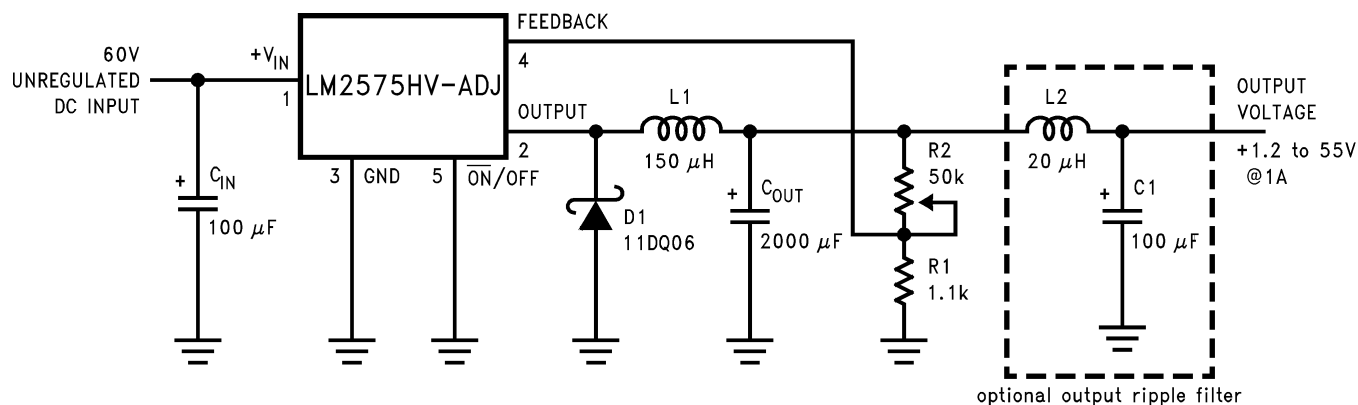 60V
UNREGULATED
DC INPUT
+VIN
1
CIN
+
100 μF
LM2575HV-ADJ
FEEDBACK
4
OUTPUT
2
3 GND
5 ON/OFF
D1
11DQ06
L1
150 μH
+
COUT
2000 μF
R2
50k
R1
1.1k
L2
20 μH
+
C1
100 μF
OUTPUT
VOLTAGE
+1.2 to 55V
@1A
optional output ripple filter